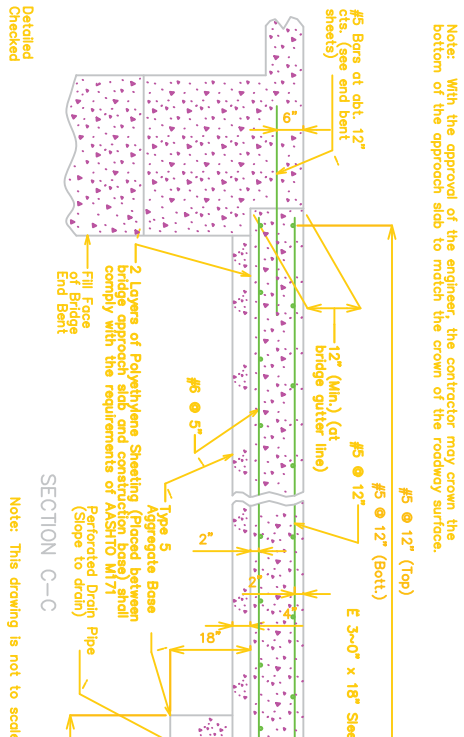 Note:  With the approval of the engineer, the contractor may crown the
bottom of the approach slab to match the crown of the roadway surface.
#5 @ 12" (Top)
#5 @ 12" (Bott.)
#5 Bars at abt. 12"
cts. (see end bent
sheets)
6"
12" (Min.) (at
bridge gutter line)
#5 @ 12"
#6 @ 5"
2"
2"
4"
18"
E 3~0" x 18"
2 Layers of Polyethylene Sheeting (Placed between
bridge approach slab and construction base) shall
comply with the requirements of AASHTO M171
Type 5
Aggregate Base
Perforated Drain Pipe
(Slope to drain)
Fill Face
of Bridge
End Bent
SECTION C-C
Detailed
Checked
Note:  This drawing is not to scale